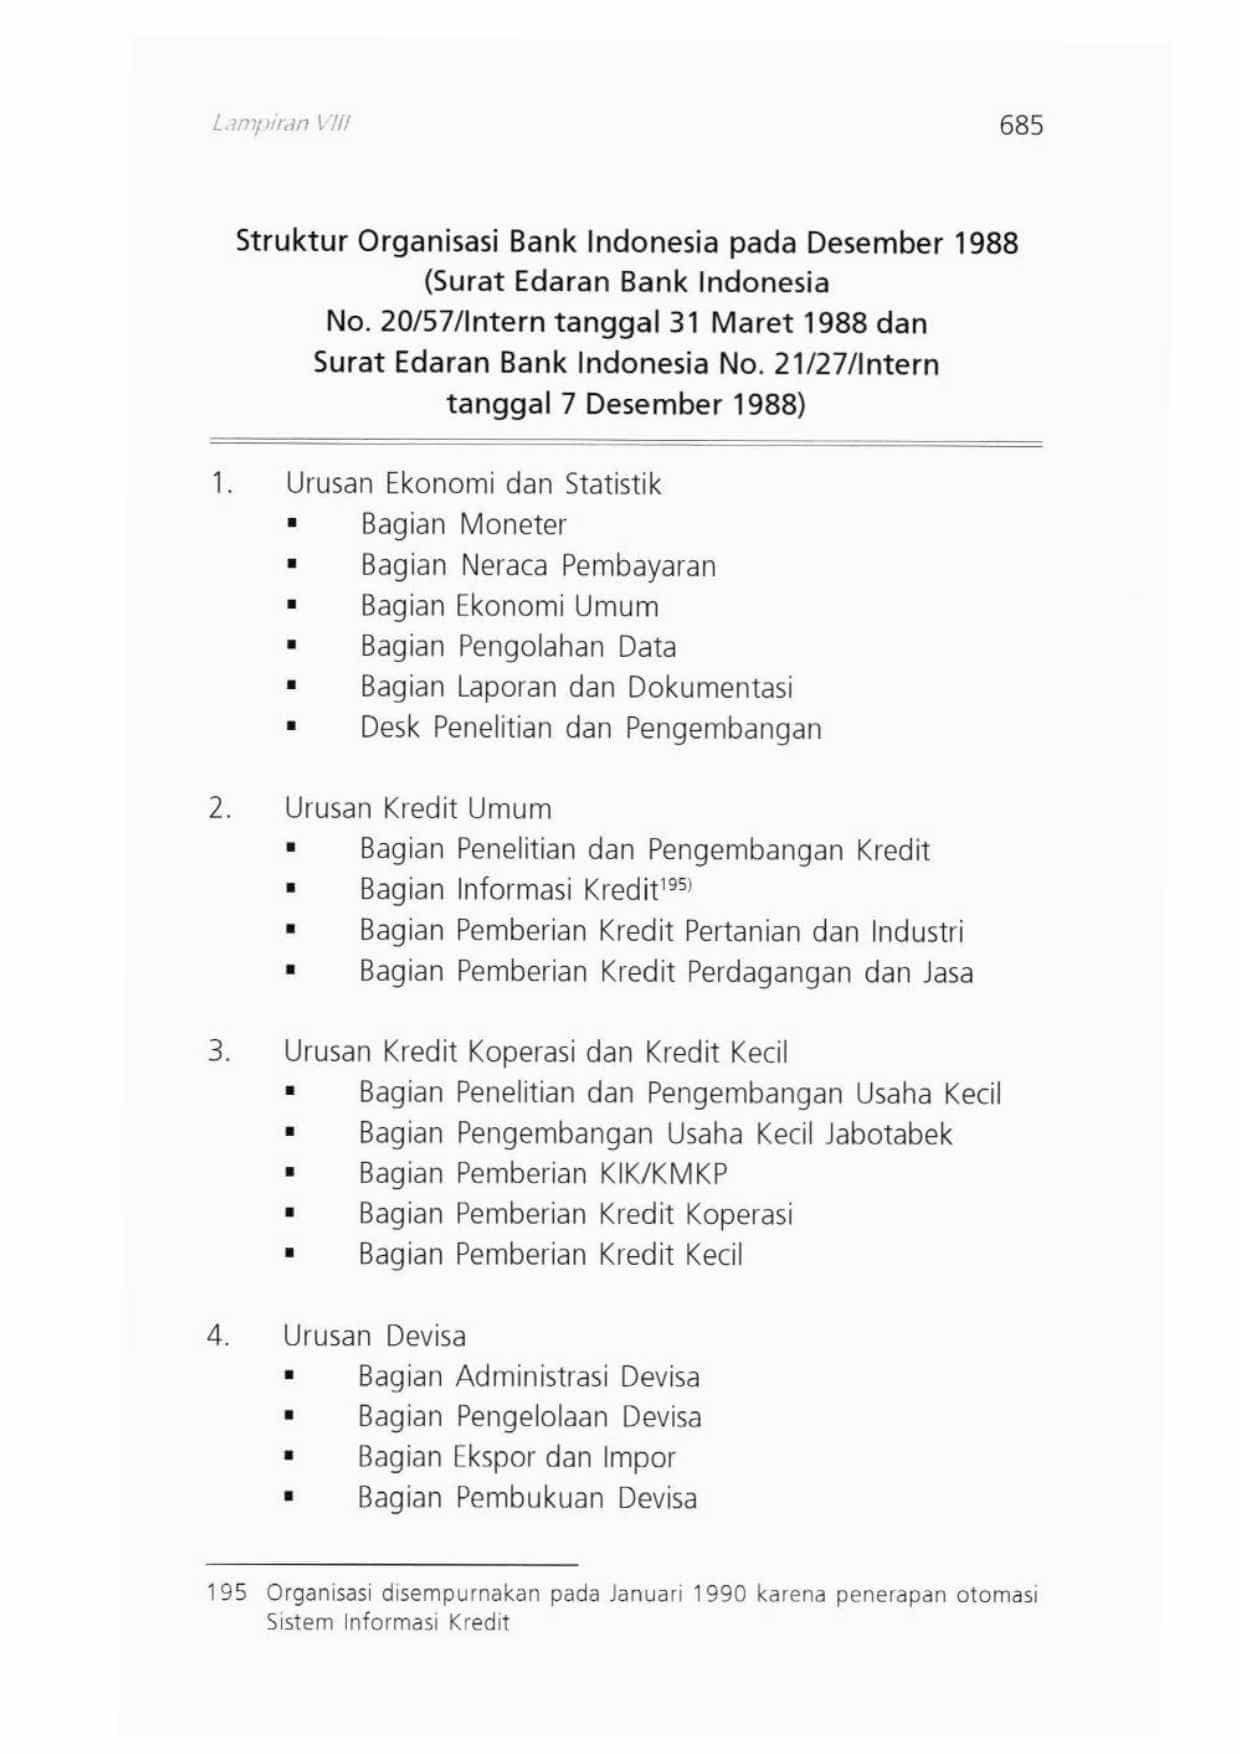 Lampiran VIII
685
Struktur Organisasi Bank Indonesia pada Desember 1988
(Surat Edaran Bank Indonesia
No. 20/57/Intern tanggal 31 Maret 1988 dan
Surat Edaran Bank Indonesia No. 21/27/Intern
tanggal 7 Desember 1988)
1. Urusan Ekonomi dan Statistik
▪ Bagian Moneter
▪ Bagian Neraca Pembayaran
▪ Bagian Ekonomi Umum
▪ Bagian Pengolahan Data
▪ Bagian Laporan dan Dokumentasi
▪ Desk Penelitian dan Pengembangan
2. Urusan Kredit Umum
▪ Bagian Penelitian dan Pengembangan Kredit
▪ Bagian Informasi Kredit¹⁹⁵⁾
▪ Bagian Pemberian Kredit Pertanian dan Industri
▪ Bagian Pemberian Kredit Perdagangan dan Jasa
3. Urusan Kredit Koperasi dan Kredit Kecil
▪ Bagian Penelitian dan Pengembangan Usaha Kecil
▪ Bagian Pengembangan Usaha Kecil Jabotabek
▪ Bagian Pemberian KIK/KMKP
▪ Bagian Pemberian Kredit Koperasi
▪ Bagian Pemberian Kredit Kecil
4. Urusan Devisa
▪ Bagian Administrasi Devisa
▪ Bagian Pengelolaan Devisa
▪ Bagian Ekspor dan Impor
▪ Bagian Pembukuan Devisa
195 Organisasi disempurnakan pada Januari 1990 karena penerapan otomasi
Sistem Informasi Kredit